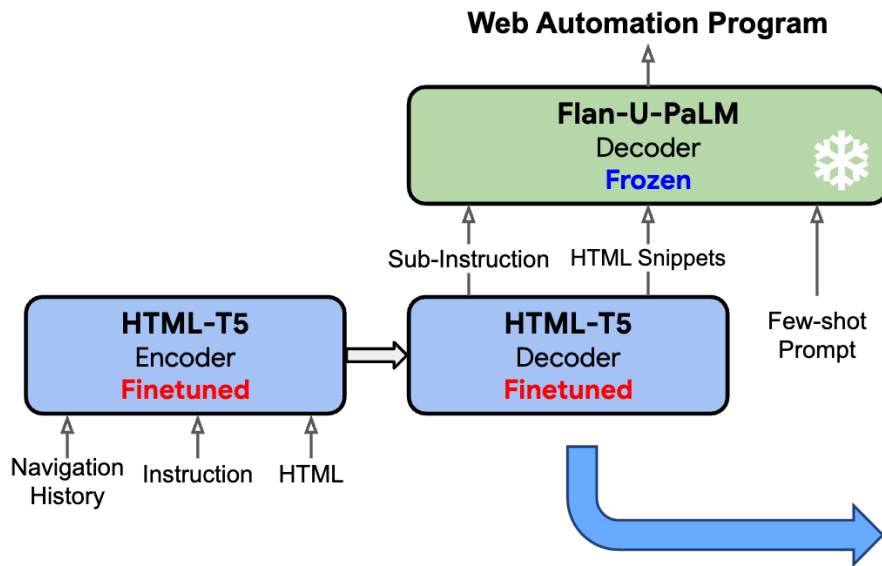 Web Automation Program
Flan-U-PaLM
Decoder
Frozen
Sub-Instruction
HTML Snippets
Few-shot
Prompt
HTML-T5
Encoder
Finetuned
HTML-T5
Decoder
Finetuned
Navigation
History
Instruction
HTML